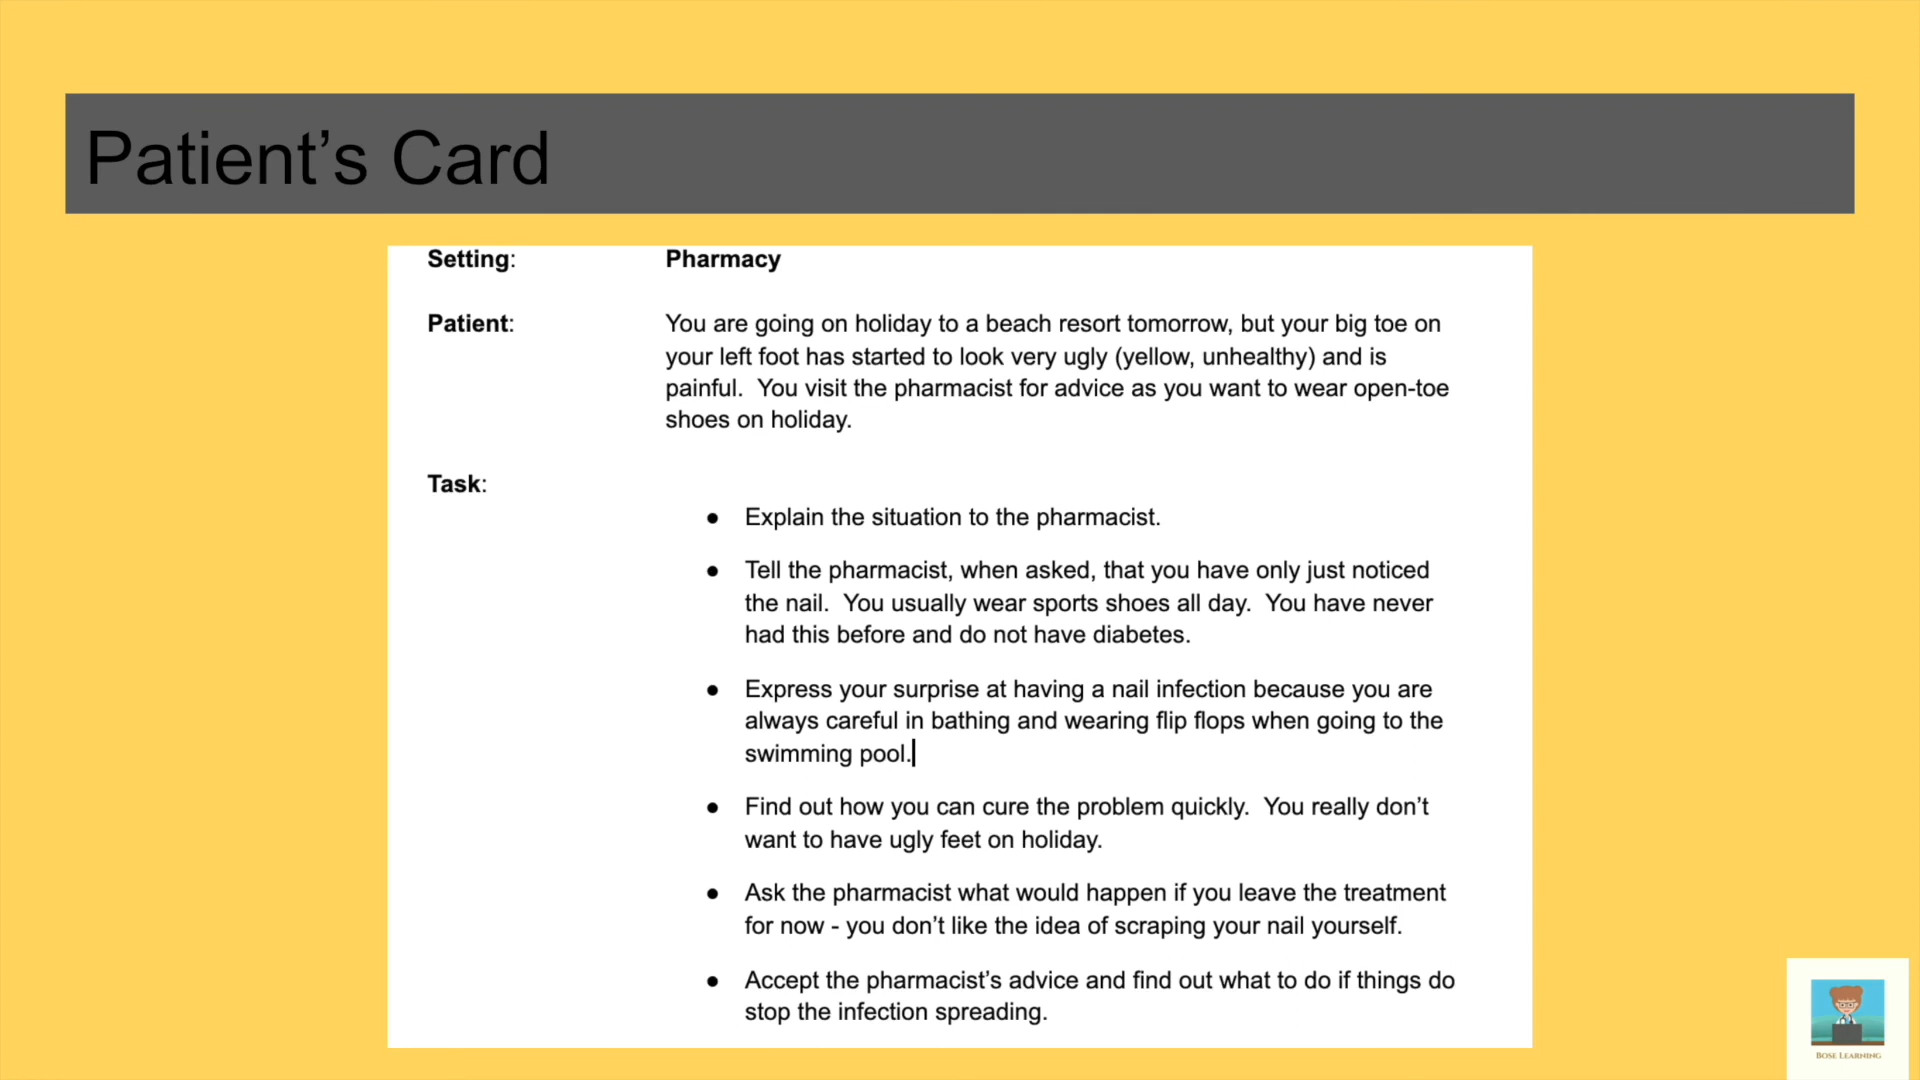 Patient’s Card
Setting: Pharmacy
Patient: You are going on holiday to a beach resort tomorrow, but your big toe on
your left foot has started to look very ugly (yellow, unhealthy) and is
painful.  You visit the pharmacist for advice as you want to wear open-toe
shoes on holiday.
Task:
● Explain the situation to the pharmacist.
● Tell the pharmacist, when asked, that you have only just noticed
the nail.  You usually wear sports shoes all day.  You have never
had this before and do not have diabetes.
● Express your surprise at having a nail infection because you are
always careful in bathing and wearing flip flops when going to the
swimming pool.
● Find out how you can cure the problem quickly.  You really don’t
want to have ugly feet on holiday.
● Ask the pharmacist what would happen if you leave the treatment
for now - you don’t like the idea of scraping your nail yourself.
● Accept the pharmacist’s advice and find out what to do if things do
stop the infection spreading.
BOSE LEARNING